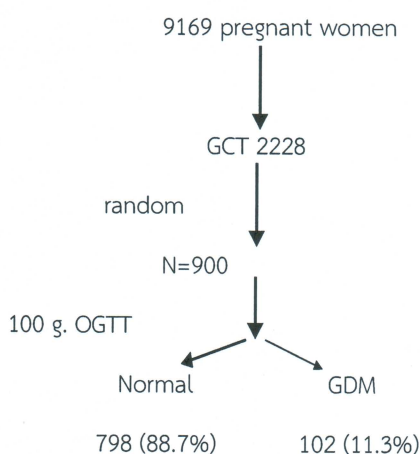 9169 pregnant women
GCT 2228
random
N=900
100 g. OGTT
Normal GDM
798 (88.7%) 102 (11.3%)